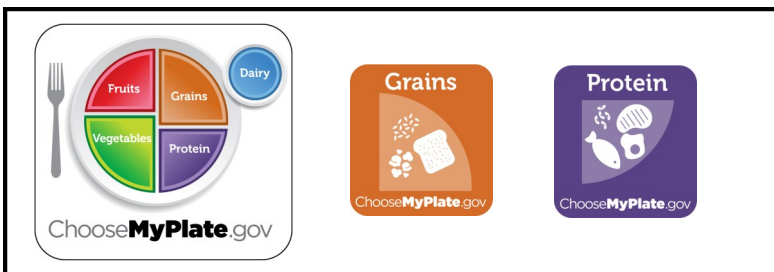 Fruits
Grains
Dairy
Vegetables
Protein
ChooseMyPlate.gov
Grains
ChooseMyPlate.gov
Protein
ChooseMyPlate.gov